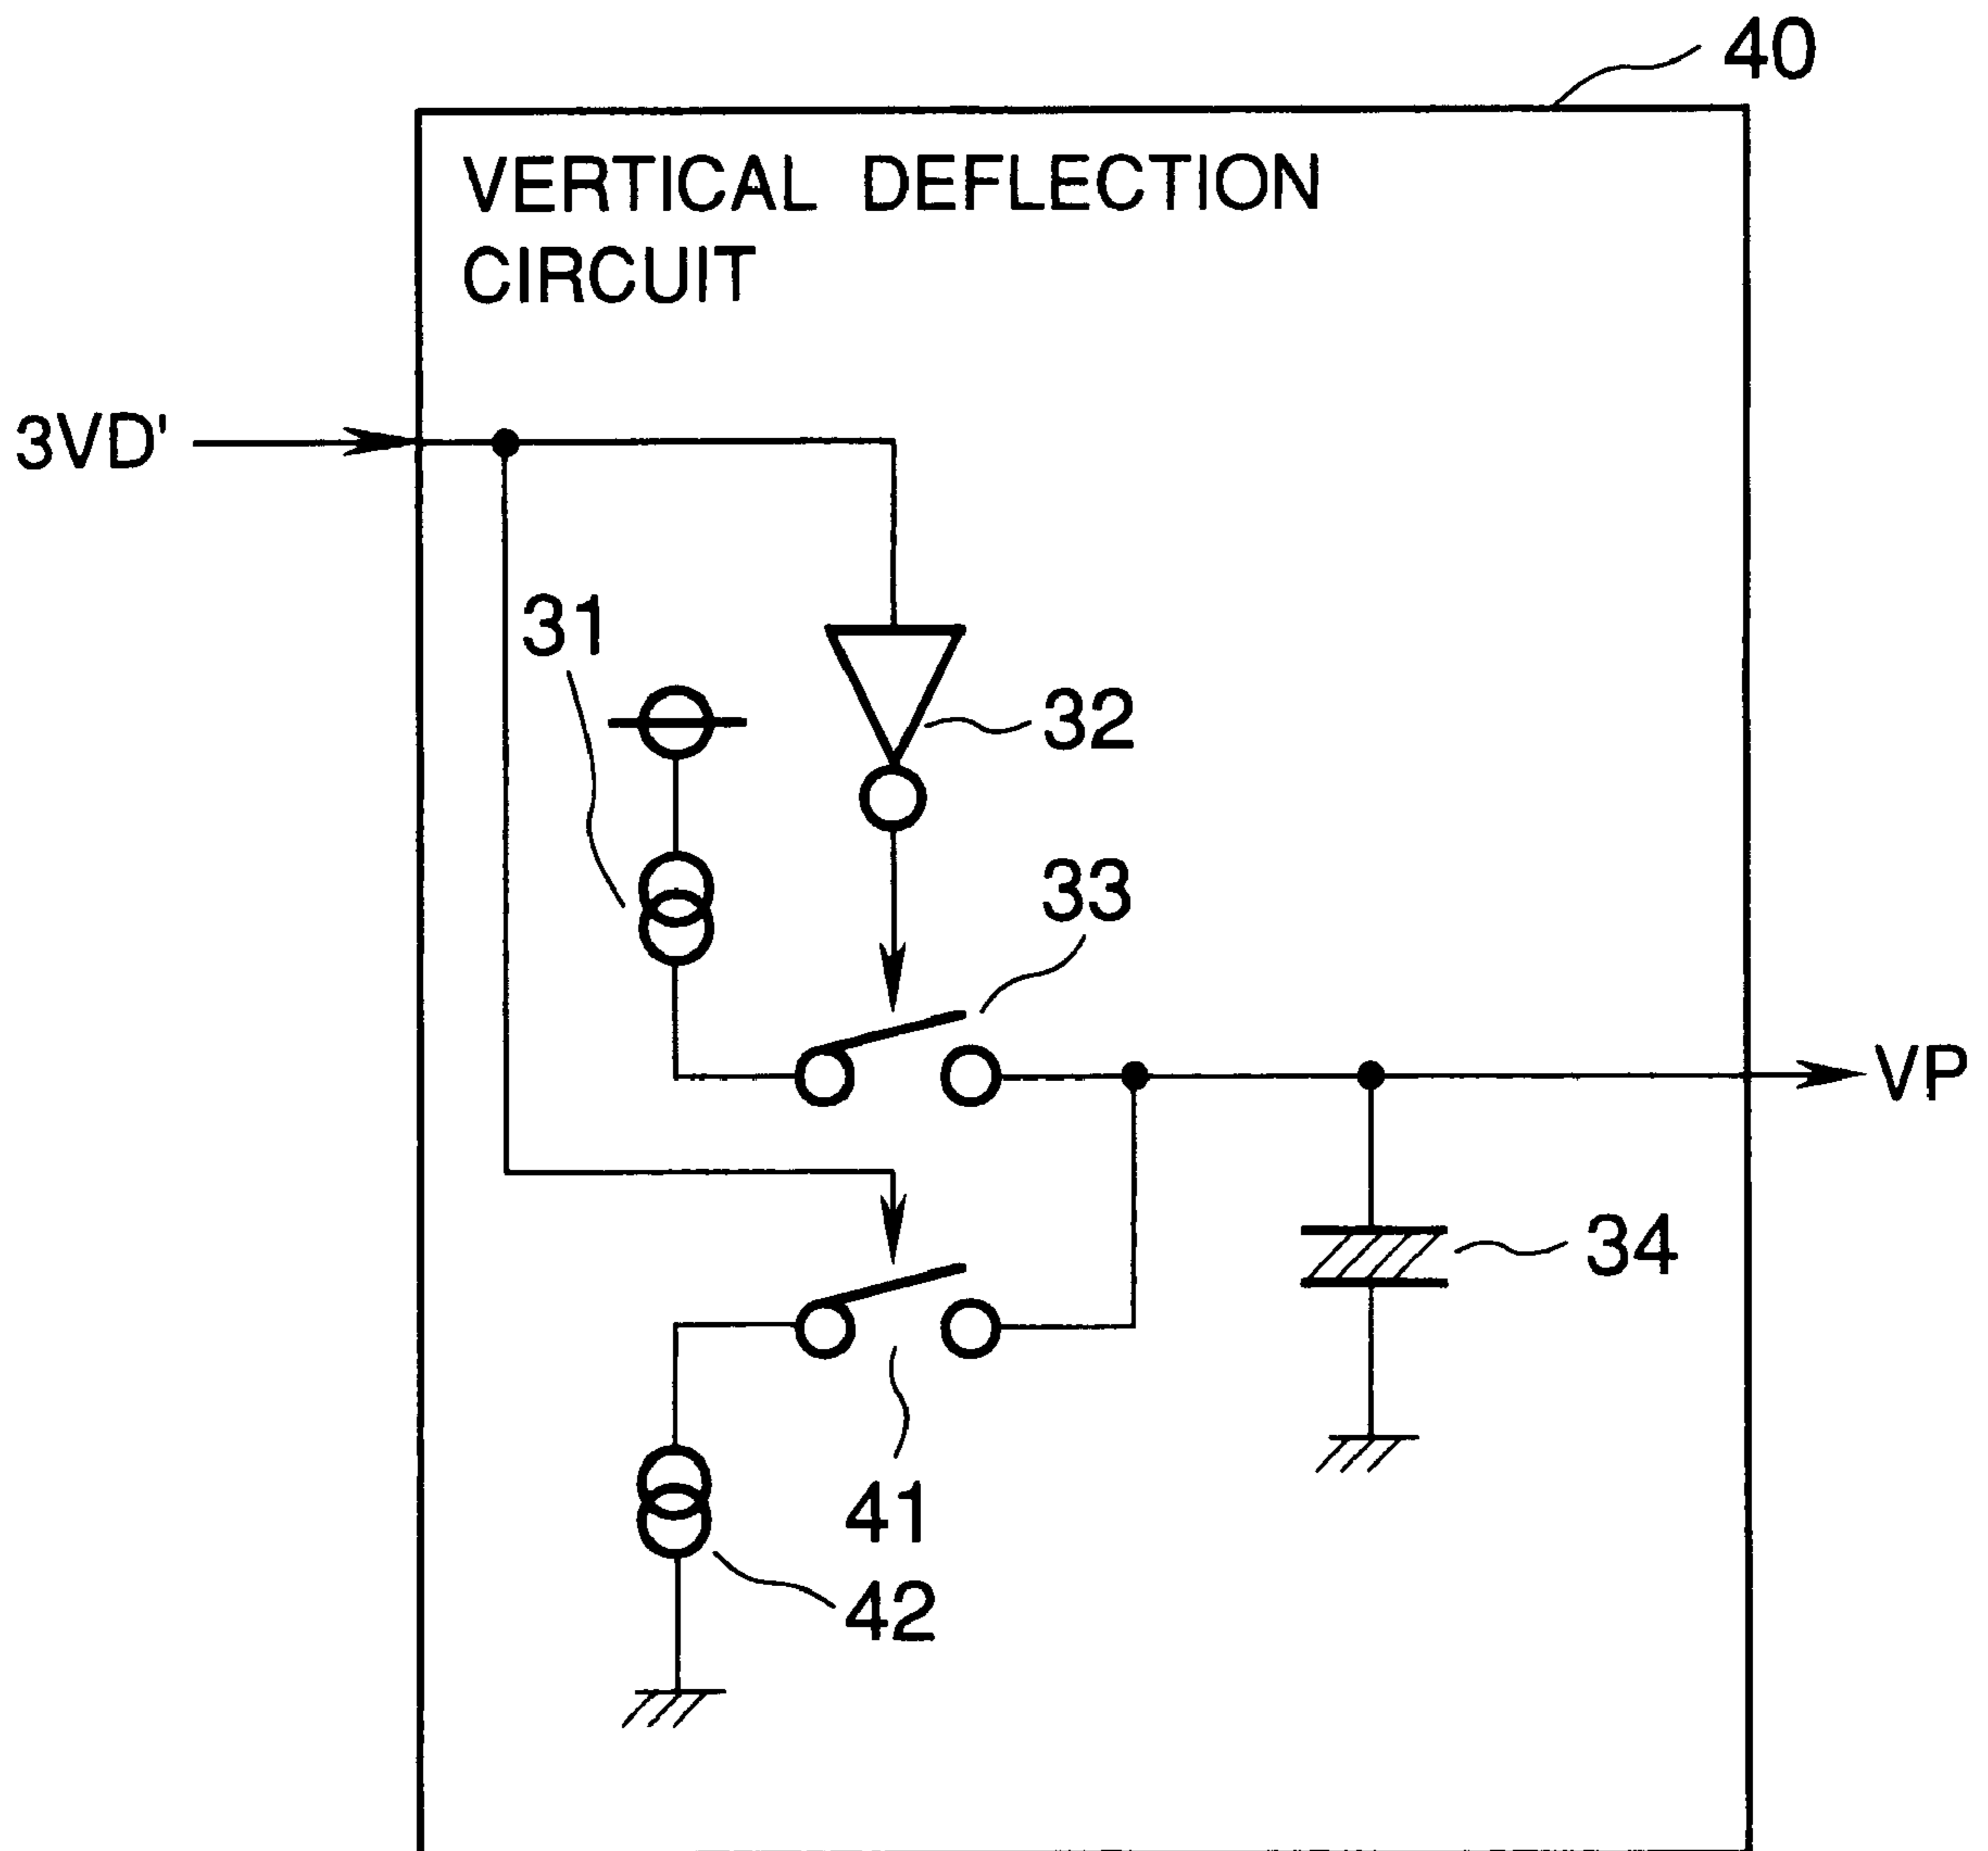 40
VERTICAL DEFLECTION
CIRCUIT
3VD'
31
32
33
VP
34
41
42